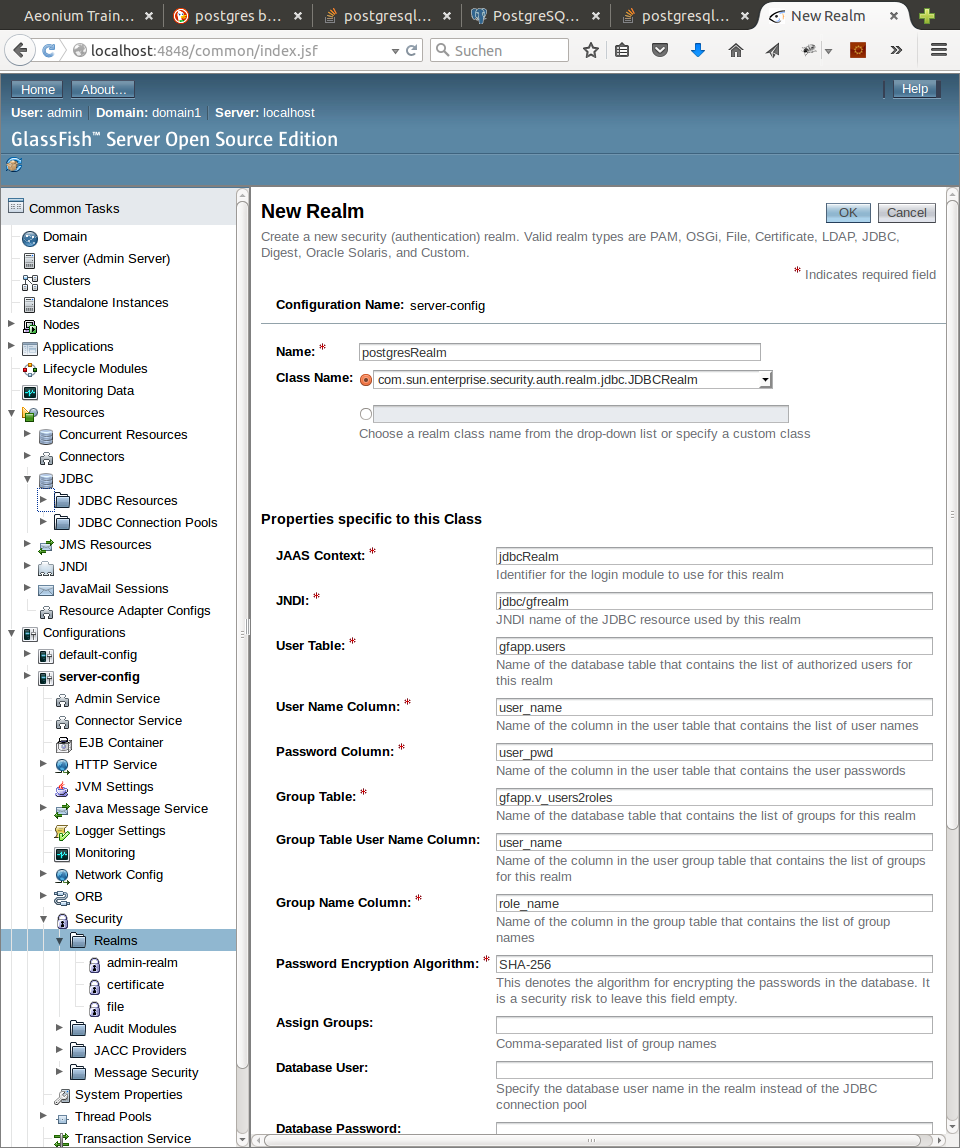 Aeonium Train... ×
postgres b... ×
postgresql... ×
PostgreSQ... ×
postgresql... ×
New Realm ×
localhost:4848/common/index.jsf
Suchen
Home
About...
Help
User: admin
Domain: domain1
Server: localhost
GlassFish™ Server Open Source Edition
Common Tasks
Domain
server (Admin Server)
Clusters
Standalone Instances
Nodes
Applications
Lifecycle Modules
Monitoring Data
Resources
Concurrent Resources
Connectors
JDBC
JDBC Resources
JDBC Connection Pools
JMS Resources
JNDI
JavaMail Sessions
Resource Adapter Configs
Configurations
default-config
server-config
Admin Service
Connector Service
EJB Container
HTTP Service
JVM Settings
Java Message Service
Logger Settings
Monitoring
Network Config
ORB
Security
Realms
admin-realm
certificate
file
Audit Modules
JACC Providers
Message Security
System Properties
Thread Pools
Transaction Service
New Realm
OK
Cancel
Create a new security (authentication) realm. Valid realm types are PAM, OSGi, File, Certificate, LDAP, JDBC,
Digest, Oracle Solaris, and Custom.
* Indicates required field
Configuration Name: server-config
Name: * postgresRealm
Class Name: com.sun.enterprise.security.auth.realm.jdbc.JDBCRealm
Choose a realm class name from the drop-down list or specify a custom class
Properties specific to this Class
JAAS Context: * jdbcRealm
Identifier for the login module to use for this realm
JNDI: * jdbc/gfrealm
JNDI name of the JDBC resource used by this realm
User Table: * gfapp.users
Name of the database table that contains the list of authorized users for
this realm
User Name Column: * user_name
Name of the column in the user table that contains the list of user names
Password Column: * user_pwd
Name of the column in the user table that contains the user passwords
Group Table: * gfapp.v_users2roles
Name of the database table that contains the list of groups for this realm
Group Table User Name Column: user_name
Name of the column in the user group table that contains the list of groups
for this realm
Group Name Column: * role_name
Name of the column in the group table that contains the list of group
names
Password Encryption Algorithm: * SHA-256
This denotes the algorithm for encrypting the passwords in the database. It
is a security risk to leave this field empty.
Assign Groups:
Comma-separated list of group names
Database User:
Specify the database user name in the realm instead of the JDBC
connection pool
Database Password: